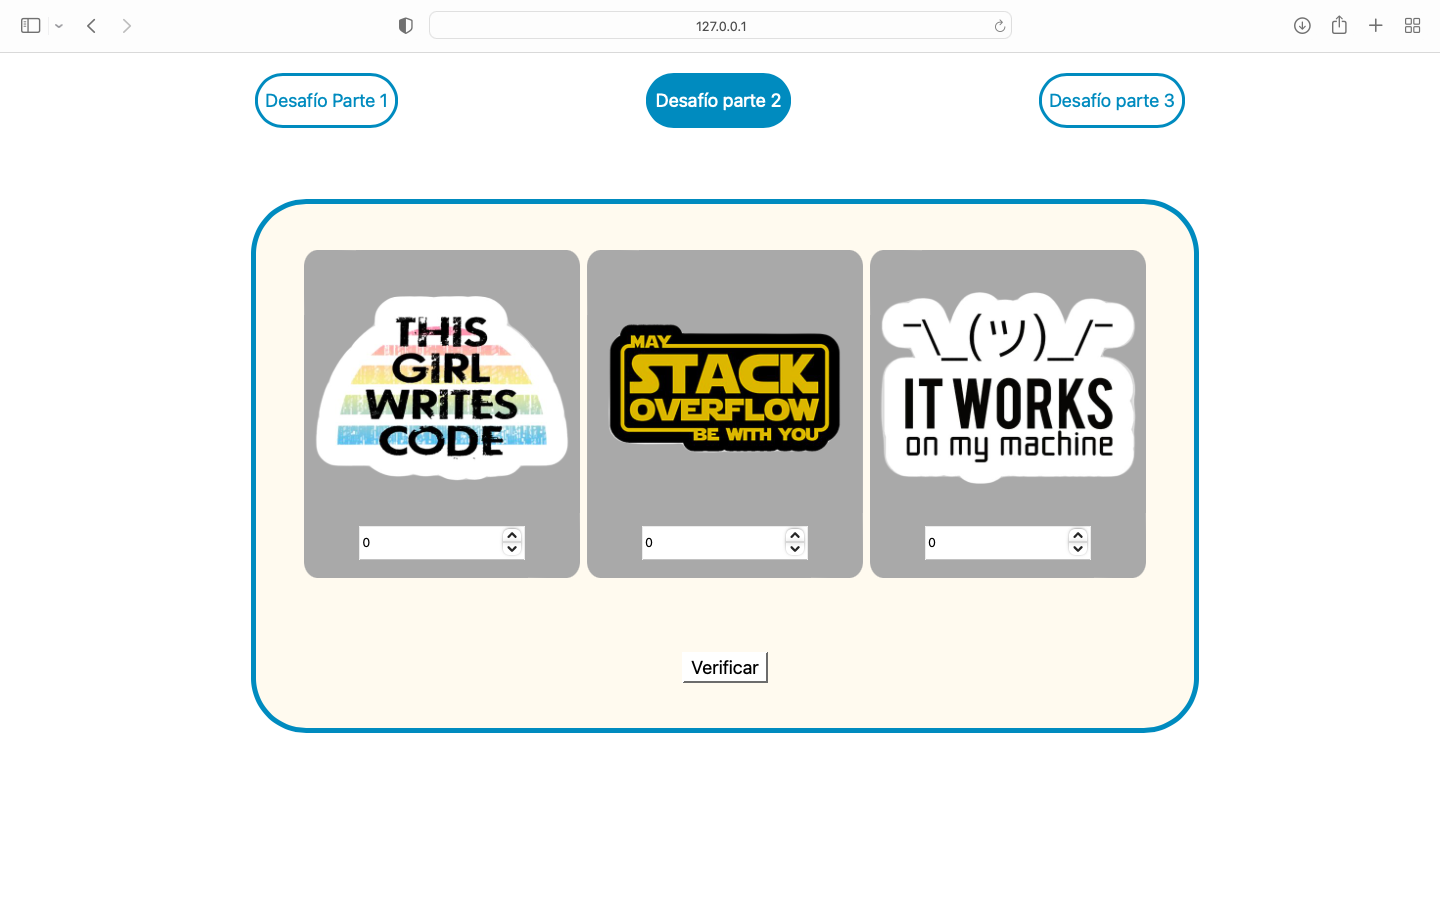 127.0.0.1
Desafío Parte 1
Desafío parte 2
Desafío parte 3
THIS
GIRL
WRITES
CODE
MAY
STACK
OVERFLOW
BE WITH YOU
¯\_(ツ)_/¯
IT WORKS
on my machine
0
0
0
Verificar